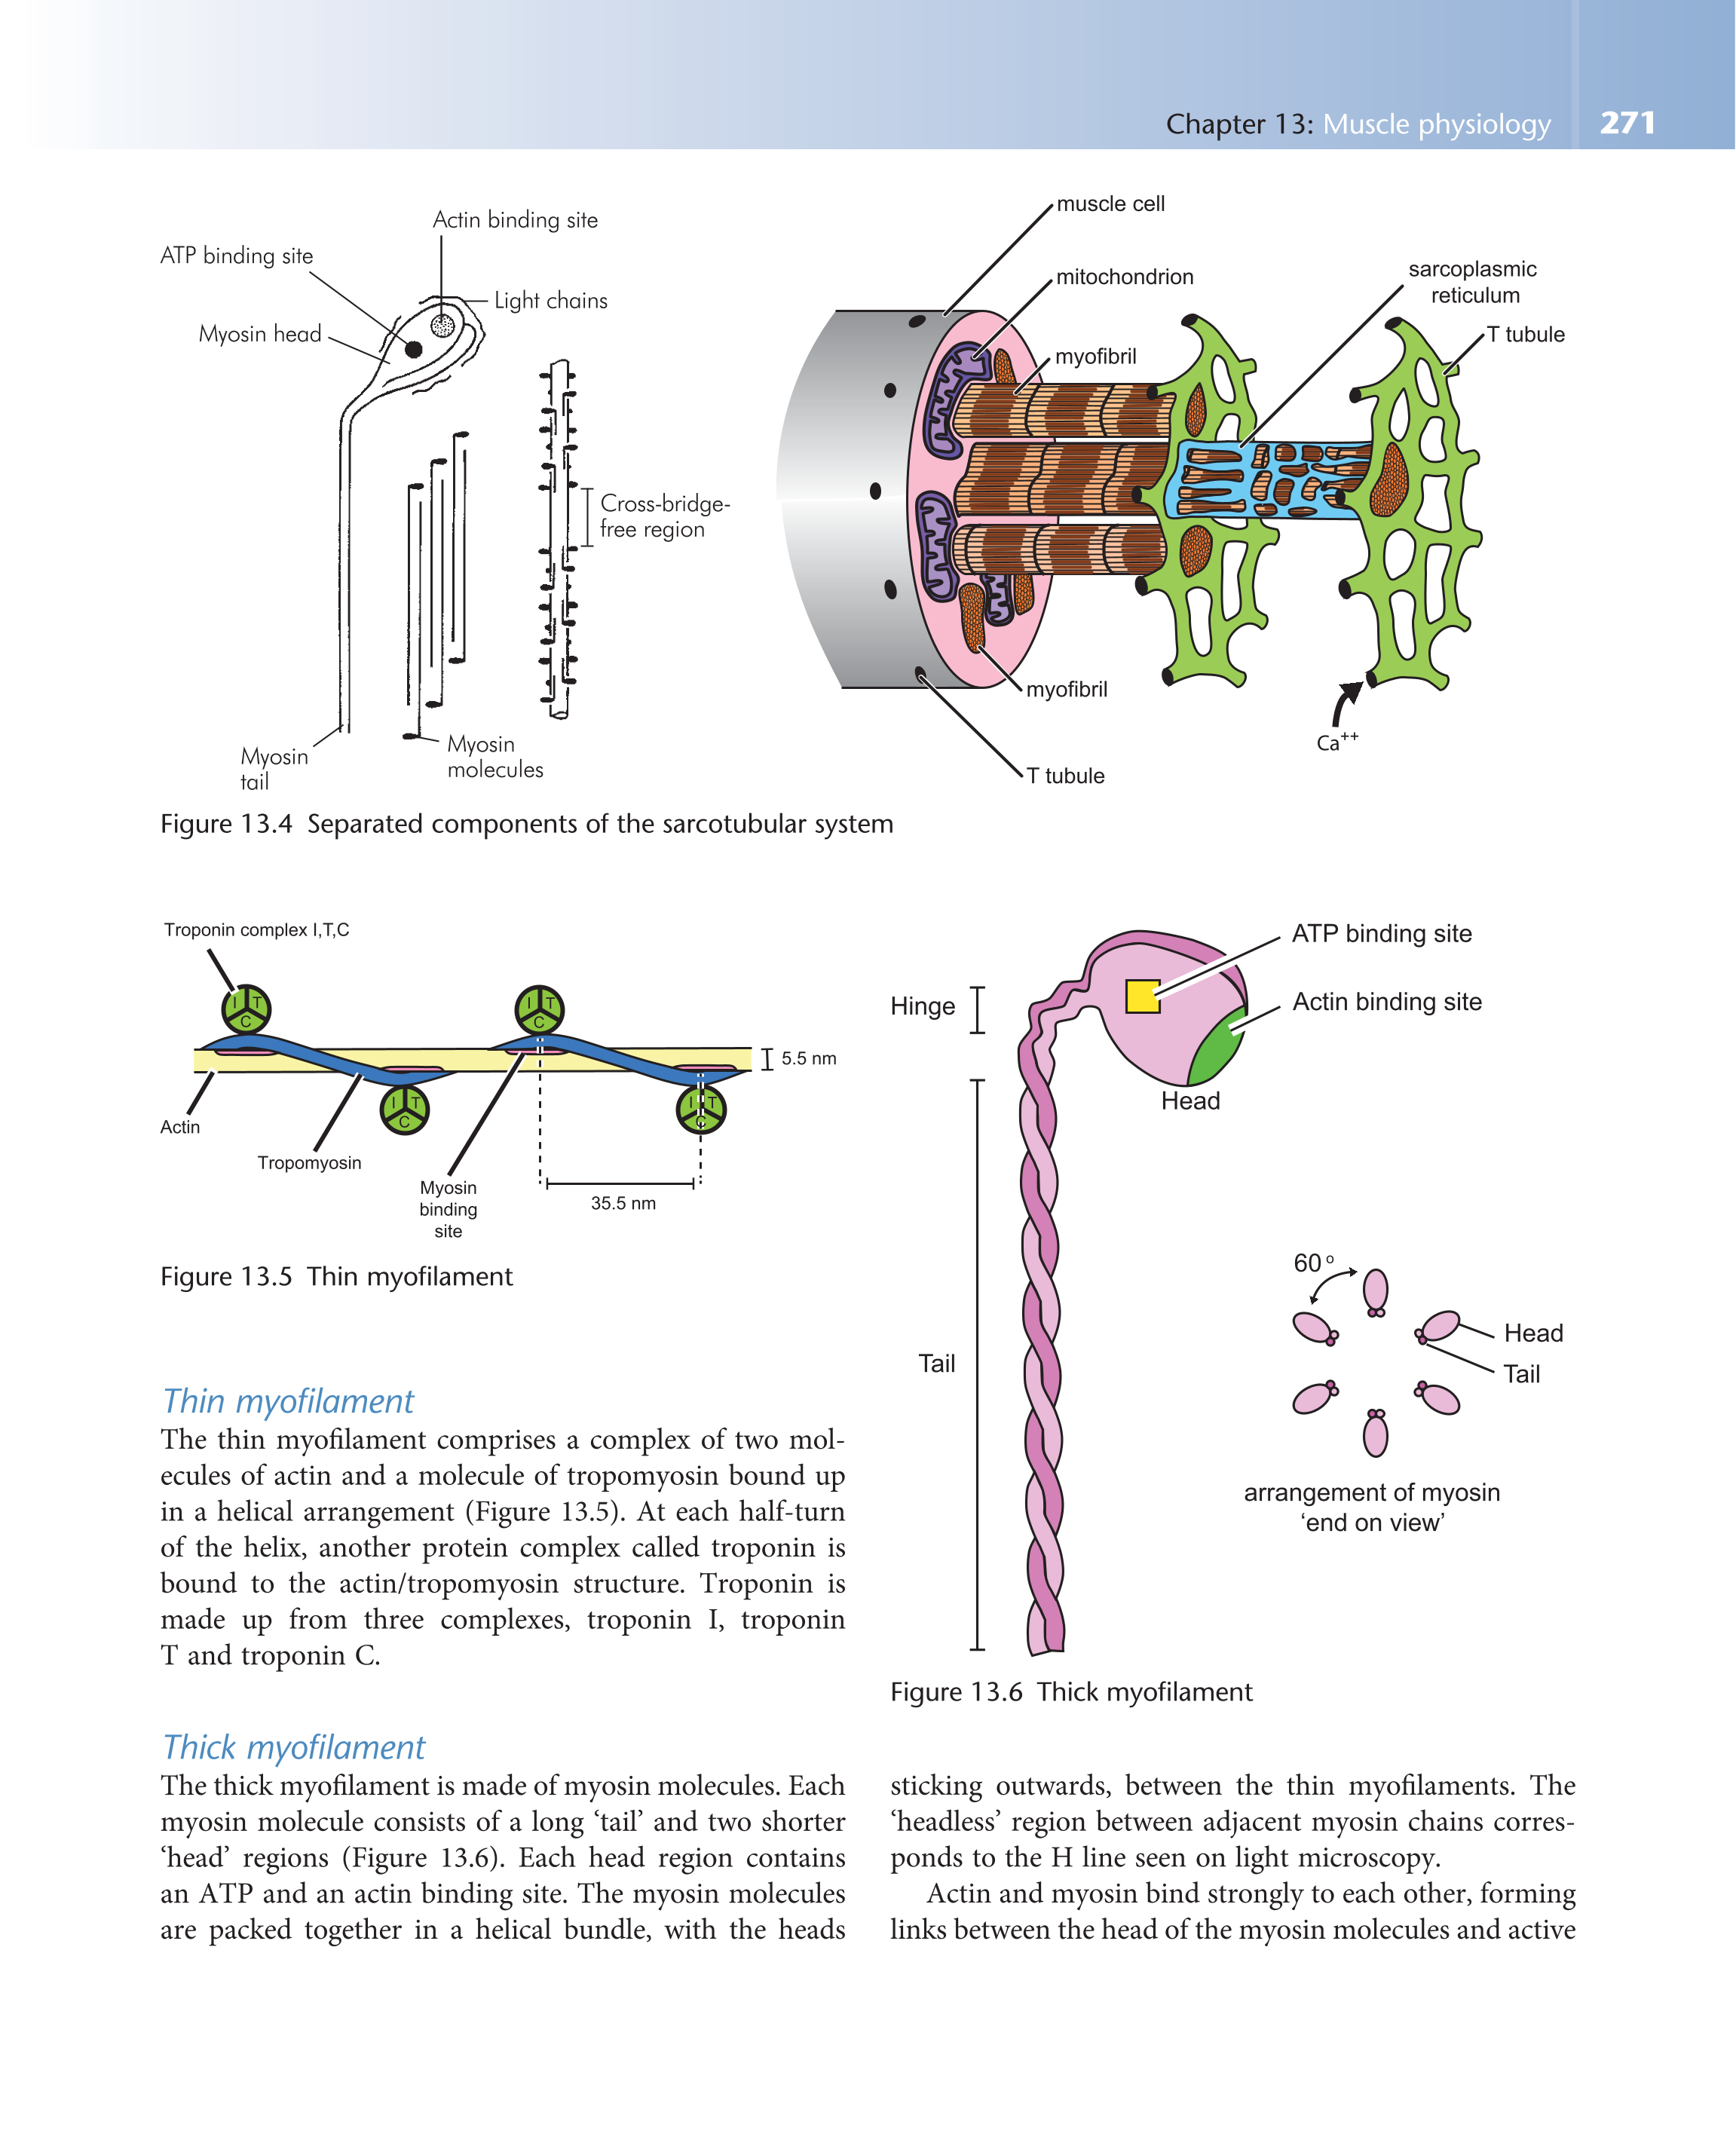 Chapter 13: Muscle physiology 271
Actin binding site
ATP binding site
Light chains
Myosin head
Cross-bridge-
free region
Myosin
tail
Myosin
molecules
muscle cell
mitochondrion
sarcoplasmic
reticulum
T tubule
myofibril
myofibril
Ca++
T tubule
Figure 13.4 Separated components of the sarcotubular system
Troponin complex I,T,C
I T
C
I T
C
5.5 nm
I T
C
I T
C
Actin
Tropomyosin
Myosin
binding
site
35.5 nm
Figure 13.5 Thin myofilament
ATP binding site
Actin binding site
Hinge
Head
Tail
60°
Head
Tail
arrangement of myosin
‘end on view’
Figure 13.6 Thick myofilament
Thin myofilament
The thin myofilament comprises a complex of two mol-
ecules of actin and a molecule of tropomyosin bound up
in a helical arrangement (Figure 13.5). At each half-turn
of the helix, another protein complex called troponin is
bound to the actin/tropomyosin structure. Troponin is
made up from three complexes, troponin I, troponin
T and troponin C.
Thick myofilament
The thick myofilament is made of myosin molecules. Each
myosin molecule consists of a long ‘tail’ and two shorter
‘head’ regions (Figure 13.6). Each head region contains
an ATP and an actin binding site. The myosin molecules
are packed together in a helical bundle, with the heads
sticking outwards, between the thin myofilaments. The
‘headless’ region between adjacent myosin chains corres-
ponds to the H line seen on light microscopy.
Actin and myosin bind strongly to each other, forming
links between the head of the myosin molecules and active